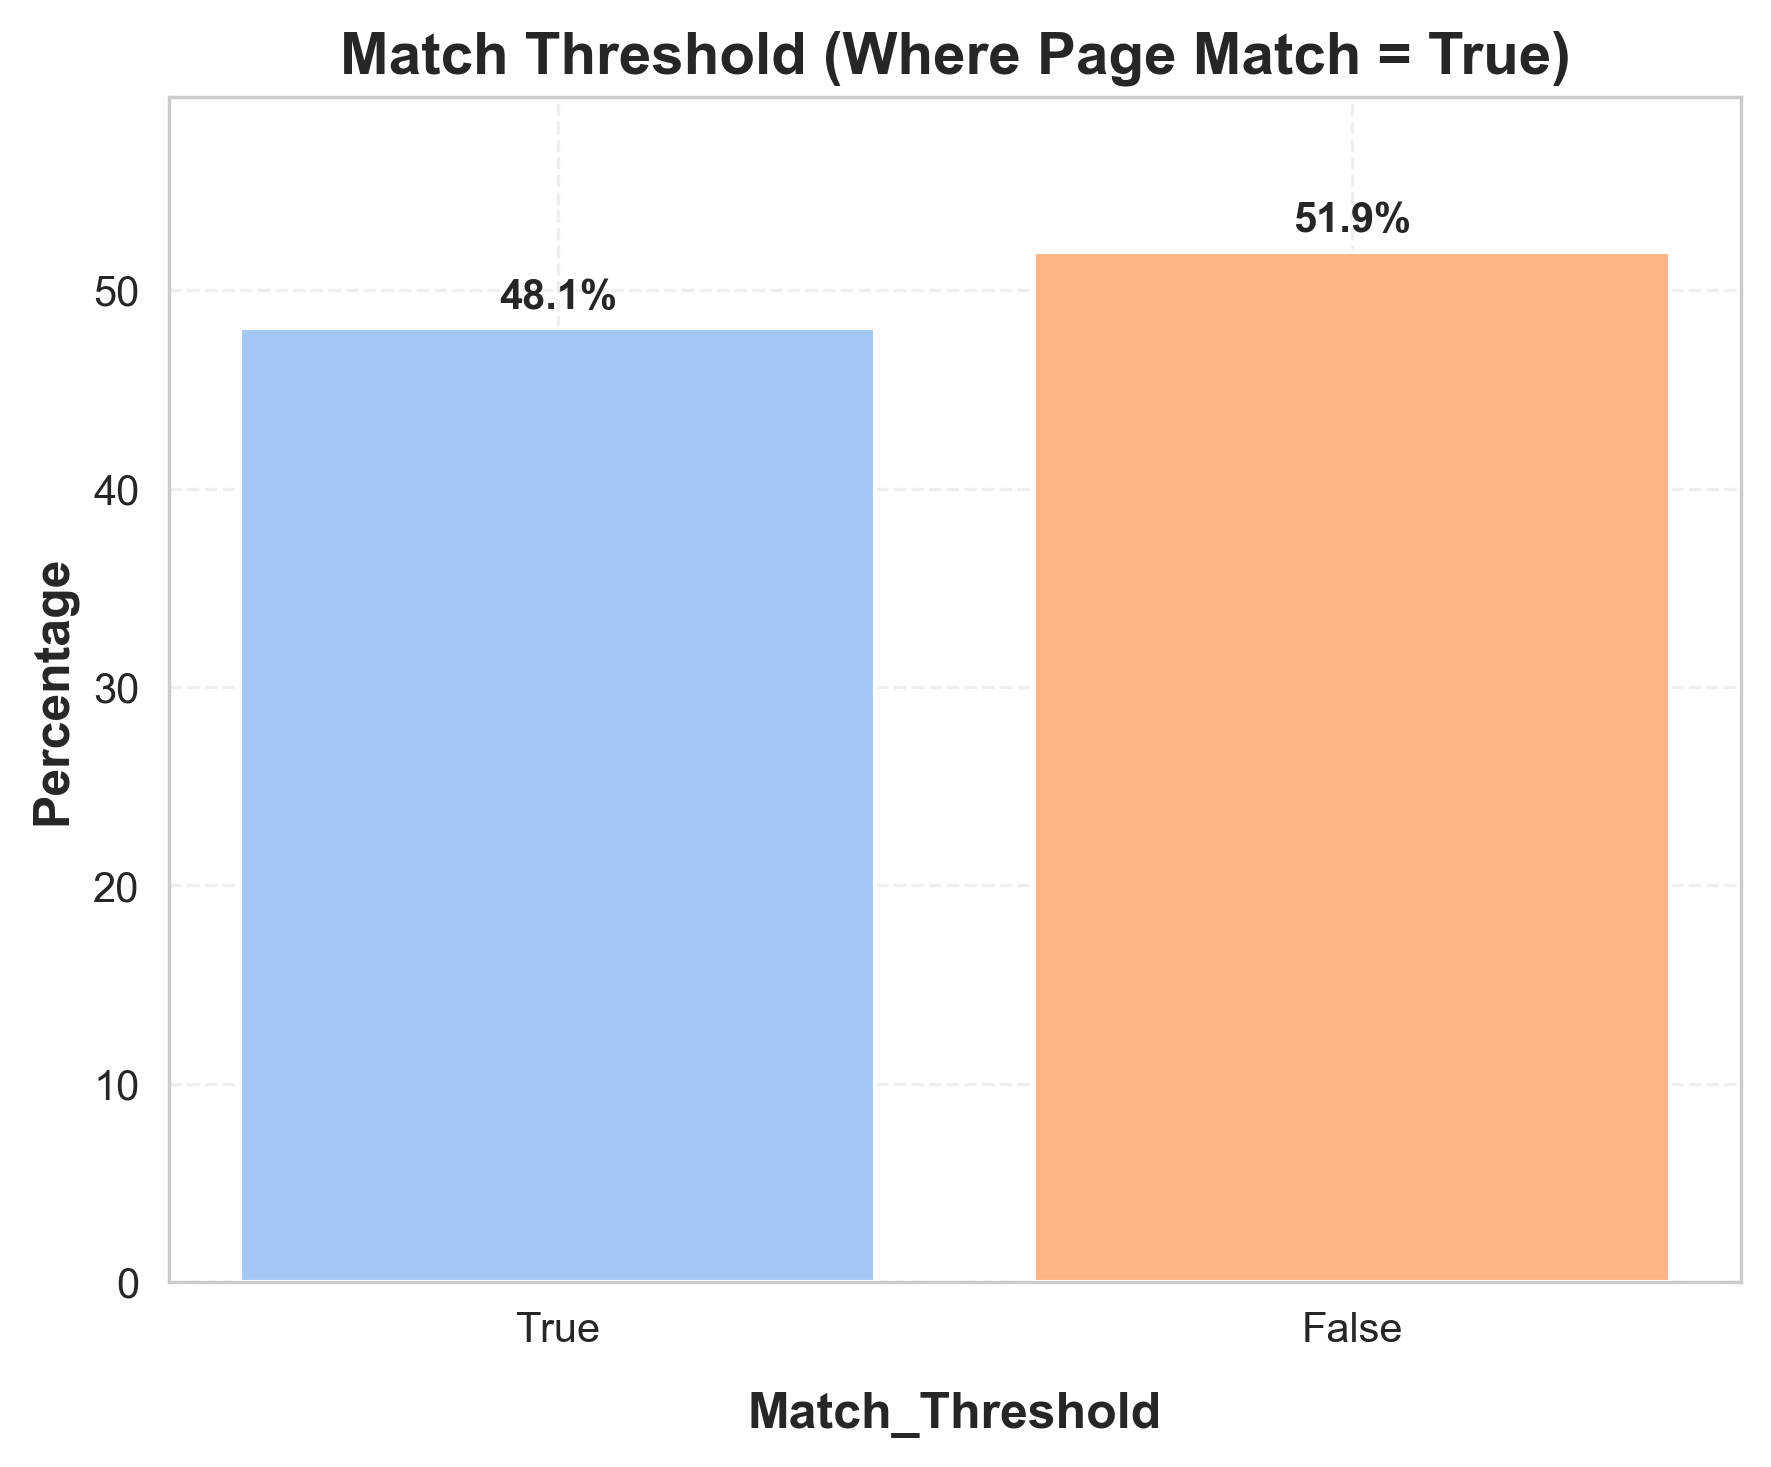 Match Threshold (Where Page Match = True)
51.9%
48.1%
50
40
30
20
10
0
Percentage
True
False
Match_Threshold